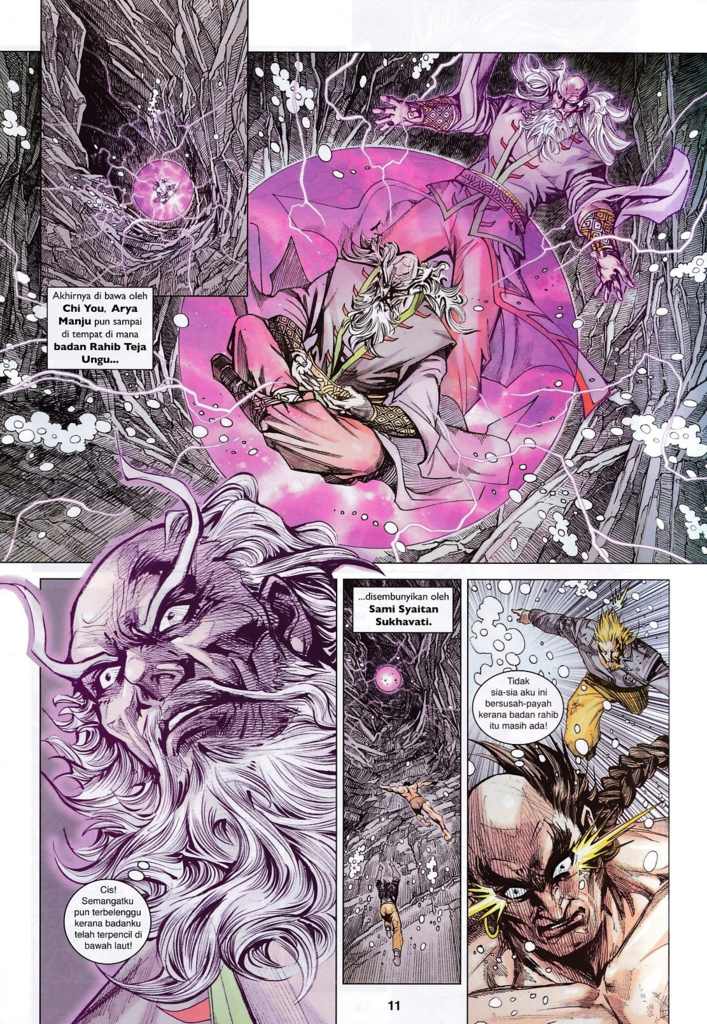 Akhirnya di bawa oleh
Chi You, Arya
Manju pun sampai
di tempat di mana
badan Rahib Teja
Ungu...
...disembunyikan oleh
Sami Syaitan
Sukhavati.
Tidak
sia-sia aku ini
bersusah-payah
kerana badan rahib
itu masih ada!
Cis!
Semangatku
pun terbelenggu
kerana badanku
telah terpencil di
bawah laut!
11